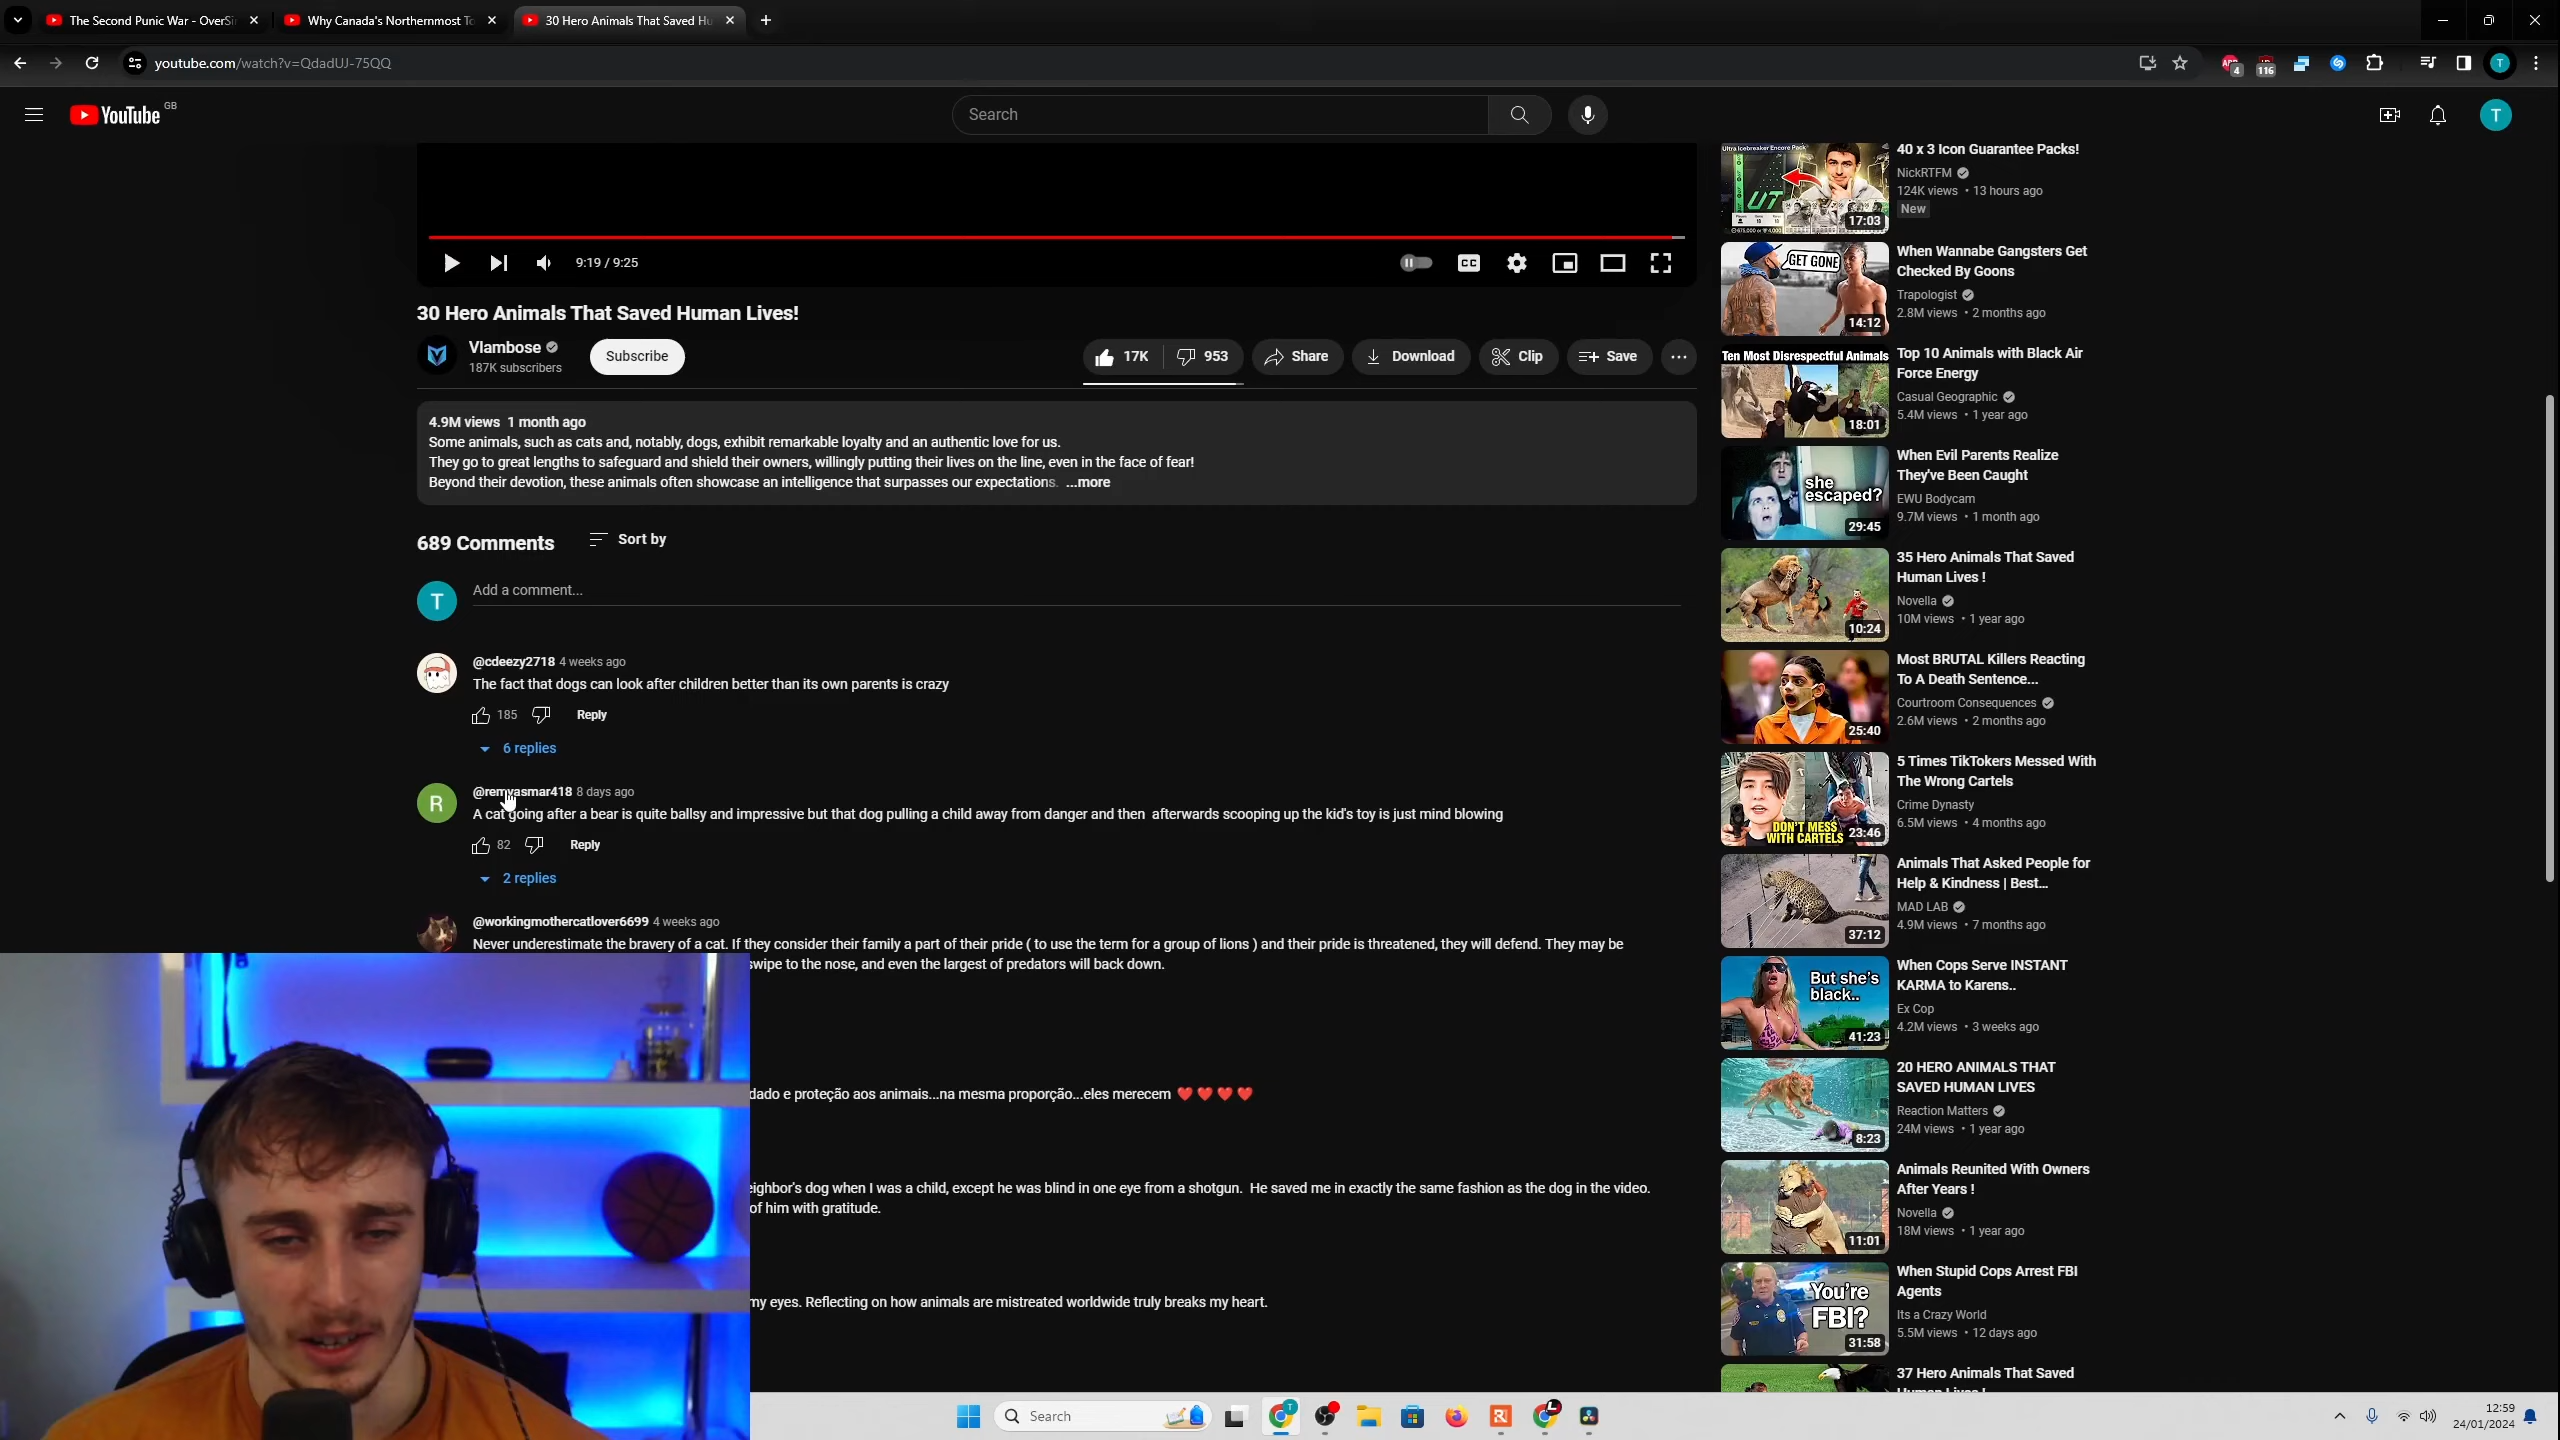 The Second Punic War - OverSi
Why Canada's Northernmost To
30 Hero Animals That Saved Hu
youtube.com/watch?v=QdadUJ-75QQ
4
116
T
YouTube GB
Search
T
9:19 / 9:25
CC
30 Hero Animals That Saved Human Lives!
Vlambose
187K subscribers
Subscribe
17K
953
Share
Download
Clip
Save
4.9M views 1 month ago
Some animals, such as cats and, notably, dogs, exhibit remarkable loyalty and an authentic love for us.
They go to great lengths to safeguard and shield their owners, willingly putting their lives on the line, even in the face of fear!
Beyond their devotion, these animals often showcase an intelligence that surpasses our expectations. ...more
689 Comments
Sort by
T
Add a comment...
@cdeezy2718 4 weeks ago
The fact that dogs can look after children better than its own parents is crazy
185
Reply
6 replies
R
@remyasmar418 8 days ago
A cat going after a bear is quite ballsy and impressive but that dog pulling a child away from danger and then afterwards scooping up the kid's toy is just mind blowing
82
Reply
2 replies
@workingmothercatlover6699 4 weeks ago
Never underestimate the bravery of a cat. If they consider their family a part of their pride ( to use the term for a group of lions ) and their pride is threatened, they will defend. They may be
swipe to the nose, and even the largest of predators will back down.
dado e proteção aos animais...na mesma proporção...eles merecem ❤️❤️❤️❤️
eighbor's dog when I was a child, except he was blind in one eye from a shotgun. He saved me in exactly the same fashion as the dog in the video.
of him with gratitude.
my eyes. Reflecting on how animals are mistreated worldwide truly breaks my heart.
Ultra Icebreaker Encore Pack
UT
17:03
40 x 3 Icon Guarantee Packs!
NickRTFM
124K views • 13 hours ago
New
GET GONE
14:12
When Wannabe Gangsters Get
Checked By Goons
Trapologist
2.8M views • 2 months ago
Ten Most Disrespectful Animals
18:01
Top 10 Animals with Black Air
Force Energy
Casual Geographic
5.4M views • 1 year ago
she
escaped?
29:45
When Evil Parents Realize
They've Been Caught
EWU Bodycam
9.7M views • 1 month ago
10:24
35 Hero Animals That Saved
Human Lives !
Novella
10M views • 1 year ago
25:40
Most BRUTAL Killers Reacting
To A Death Sentence...
Courtroom Consequences
2.6M views • 2 months ago
DON'T MESS
WITH CARTELS
23:46
5 Times TikTokers Messed With
The Wrong Cartels
Crime Dynasty
6.5M views • 4 months ago
37:12
Animals That Asked People for
Help & Kindness | Best...
MAD LAB
4.9M views • 7 months ago
But she's
black..
41:23
When Cops Serve INSTANT
KARMA to Karens..
Ex Cop
4.2M views • 3 weeks ago
8:23
20 HERO ANIMALS THAT
SAVED HUMAN LIVES
Reaction Matters
24M views • 1 year ago
11:01
Animals Reunited With Owners
After Years !
Novella
18M views • 1 year ago
You're
FBI?
31:58
When Stupid Cops Arrest FBI
Agents
Its a Crazy World
5.5M views • 12 days ago
37 Hero Animals That Saved
Search
12:59
24/01/2024